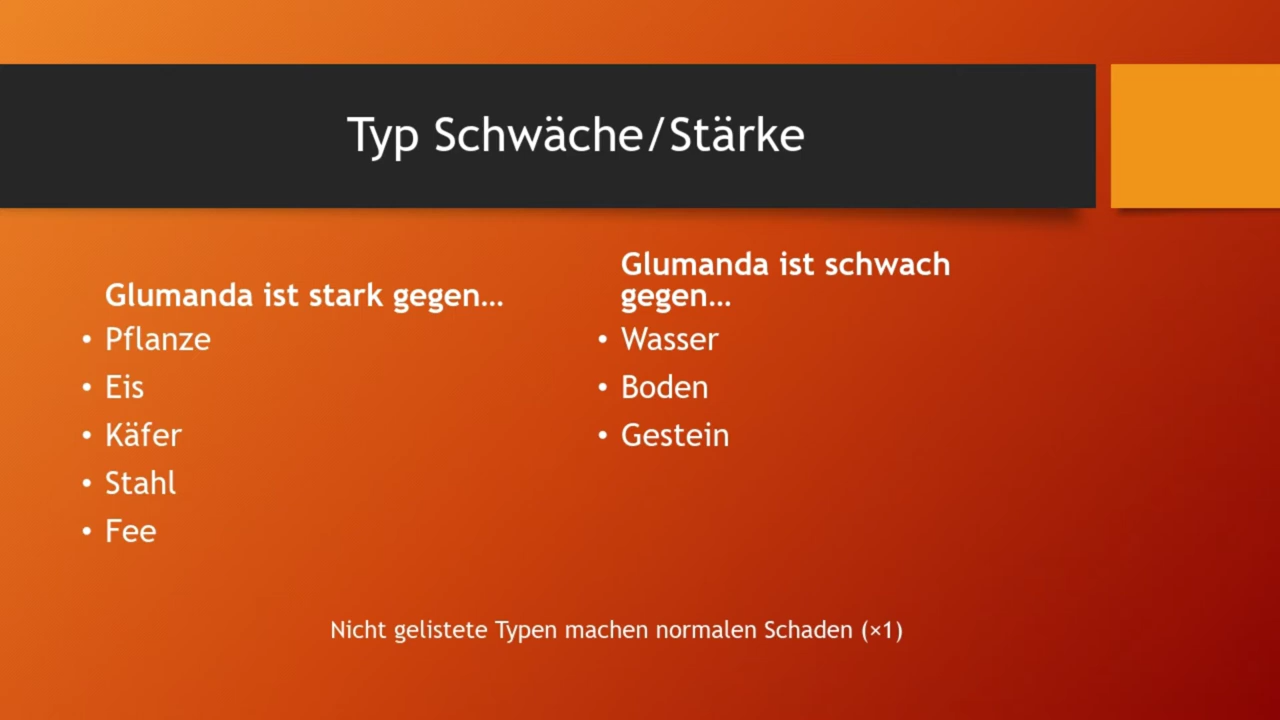 Typ Schwäche/Stärke
Glumanda ist stark gegen…
• Pflanze
• Eis
• Käfer
• Stahl
• Fee
Glumanda ist schwach
gegen…
• Wasser
• Boden
• Gestein
Nicht gelistete Typen machen normalen Schaden (×1)